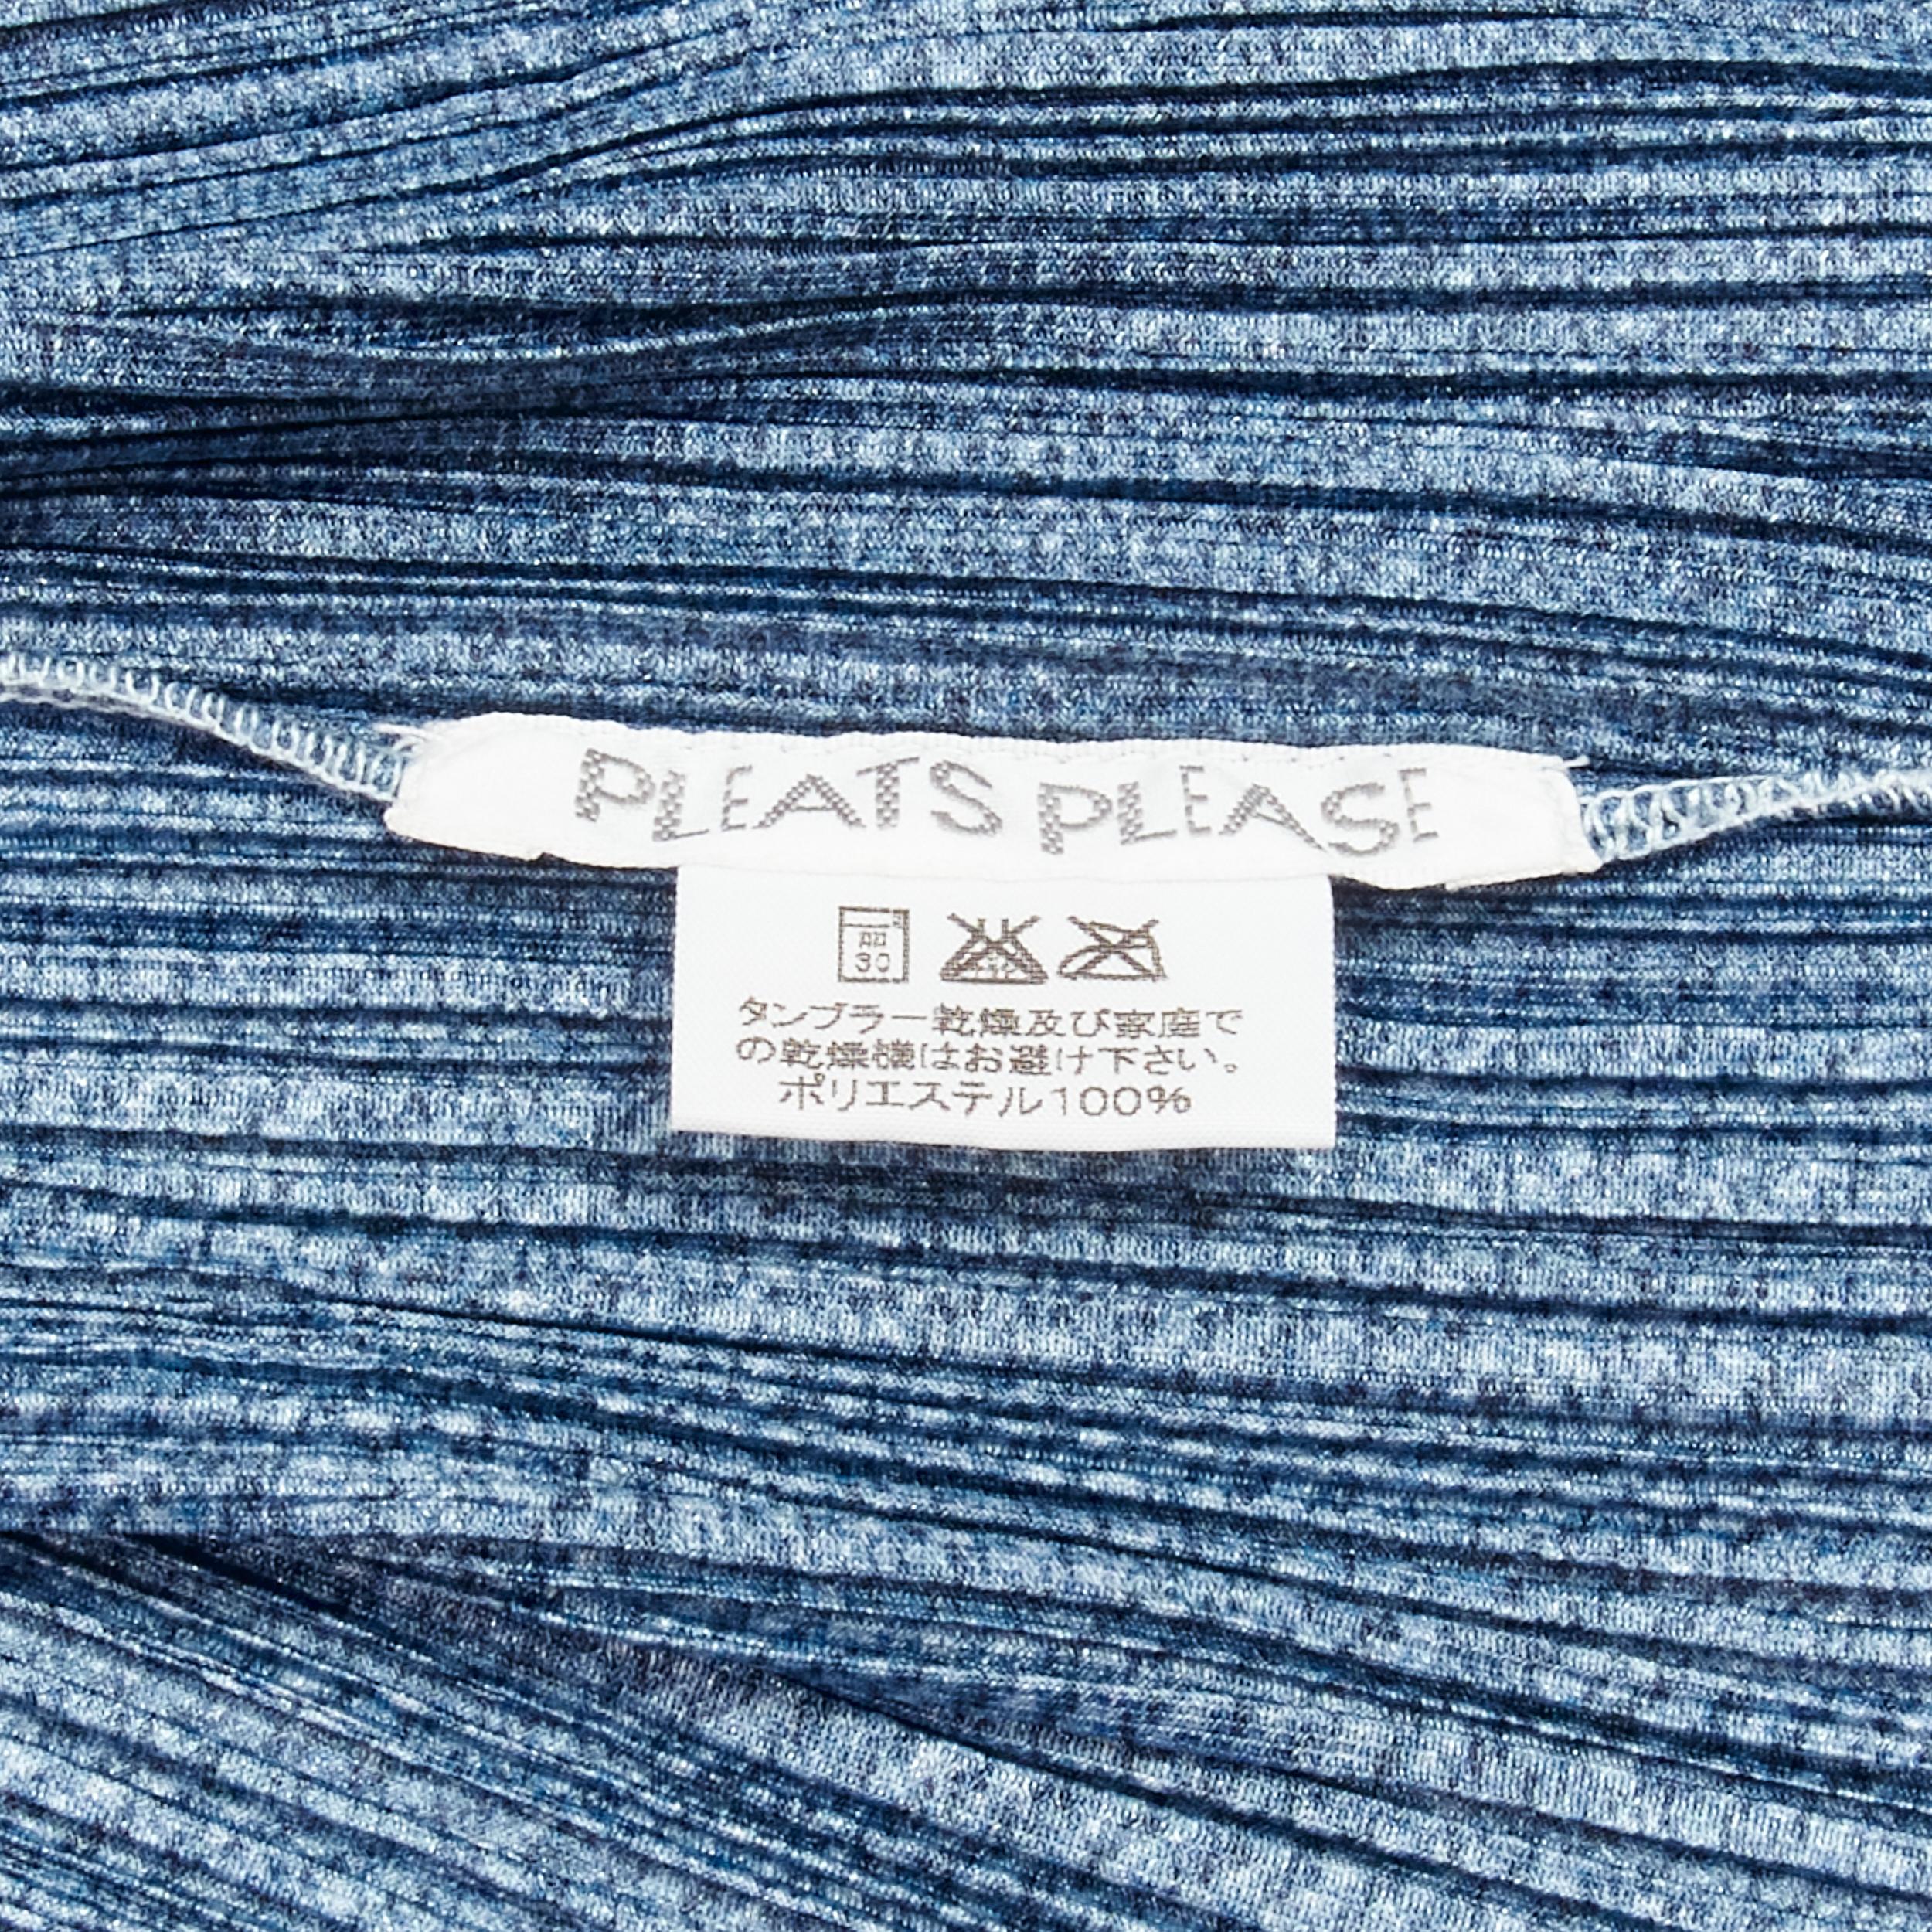 PLEATS PLEASE
30
タンブラー乾燥及び家庭で
の乾燥機はお避け下さい。
ポリエステル100%